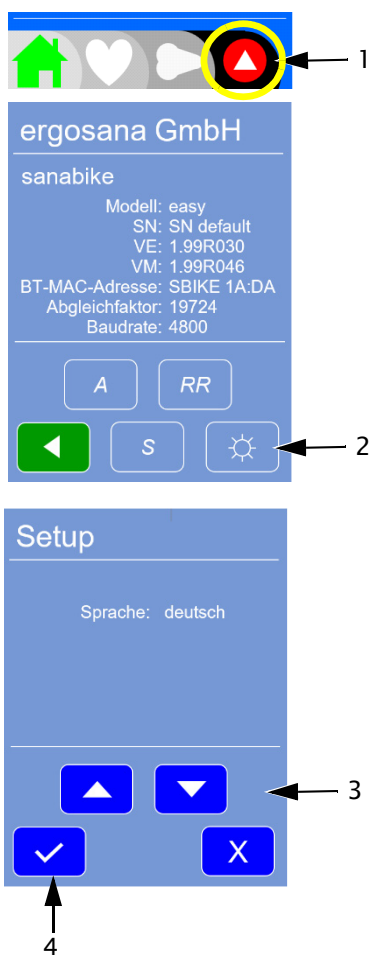 1
ergosana GmbH
sanabike
Modell: easy
SN: SN default
VE: 1.99R030
VM: 1.99R046
BT-MAC-Adresse: SBIKE 1A:DA
Abgleichfaktor: 19724
Baudrate: 4800
A RR
S 2
Setup
Sprache: deutsch
3
X
4